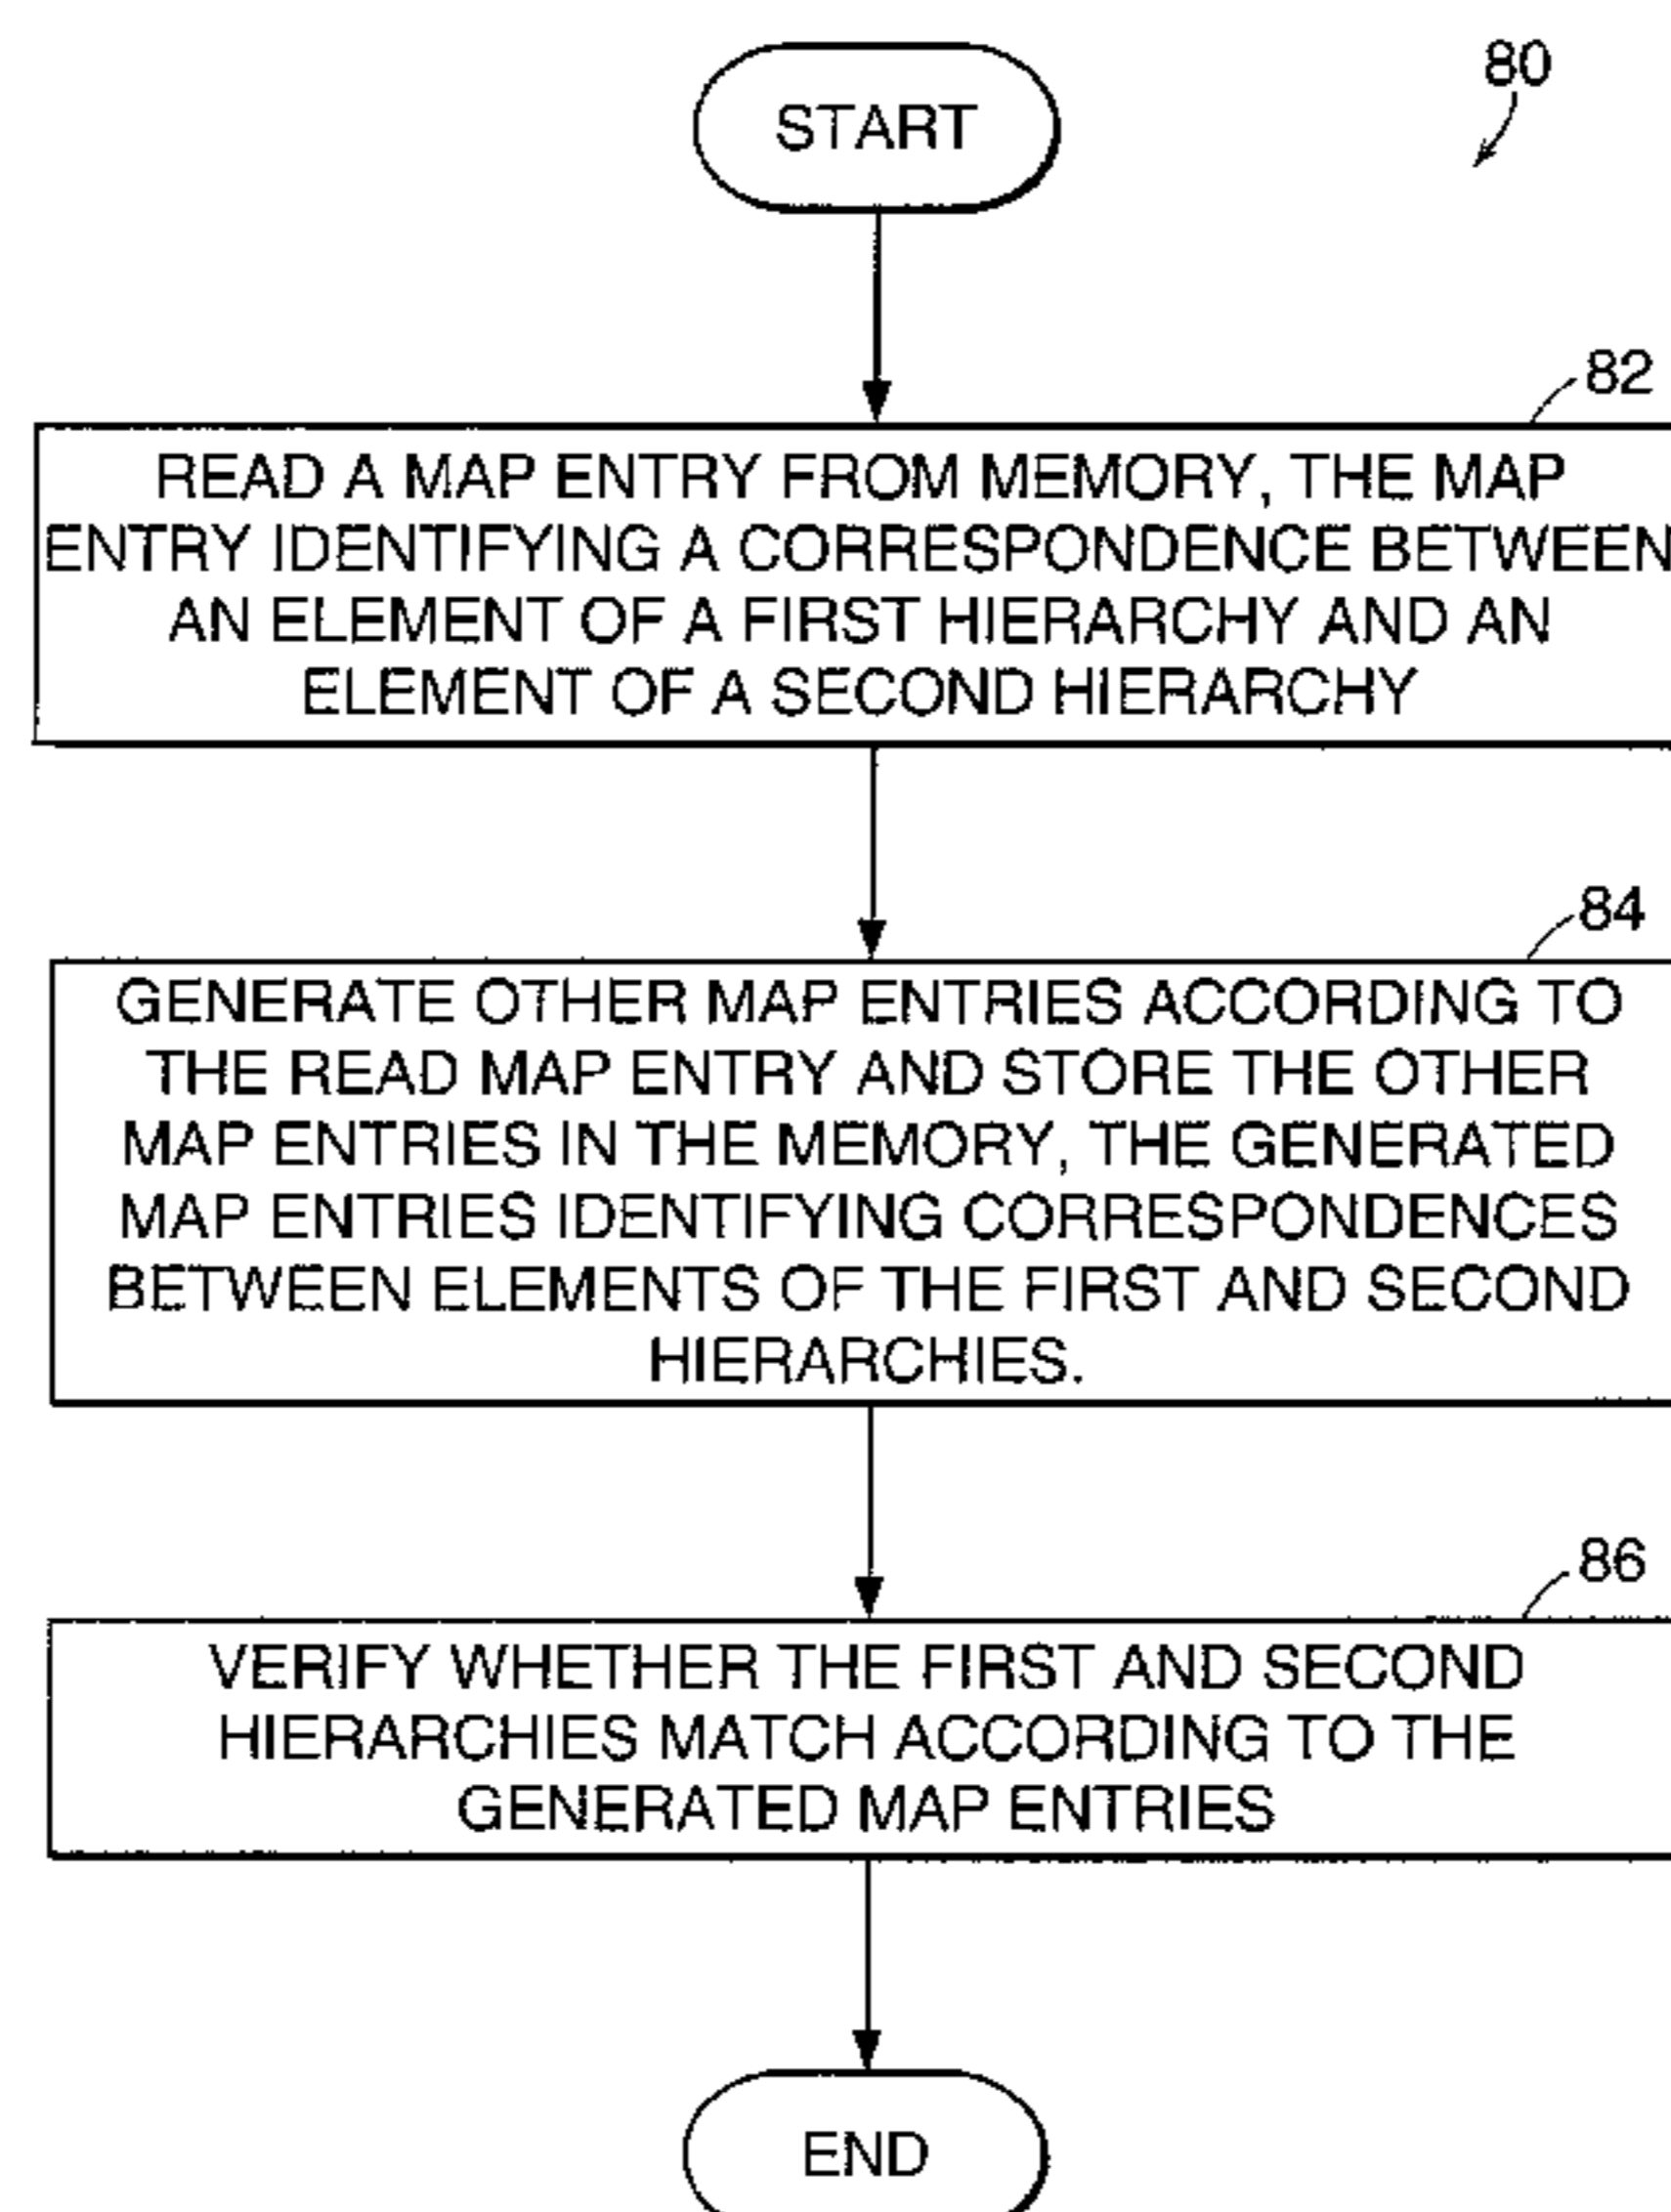 START
80
82
READ A MAP ENTRY FROM MEMORY, THE MAP
ENTRY IDENTIFYING A CORRESPONDENCE BETWEEN
AN ELEMENT OF A FIRST HIERARCHY AND AN
ELEMENT OF A SECOND HIERARCHY
84
GENERATE OTHER MAP ENTRIES ACCORDING TO
THE READ MAP ENTRY AND STORE THE OTHER
MAP ENTRIES IN THE MEMORY, THE GENERATED
MAP ENTRIES IDENTIFYING CORRESPONDENCES
BETWEEN ELEMENTS OF THE FIRST AND SECOND
HIERARCHIES.
86
VERIFY WHETHER THE FIRST AND SECOND
HIERARCHIES MATCH ACCORDING TO THE
GENERATED MAP ENTRIES
END